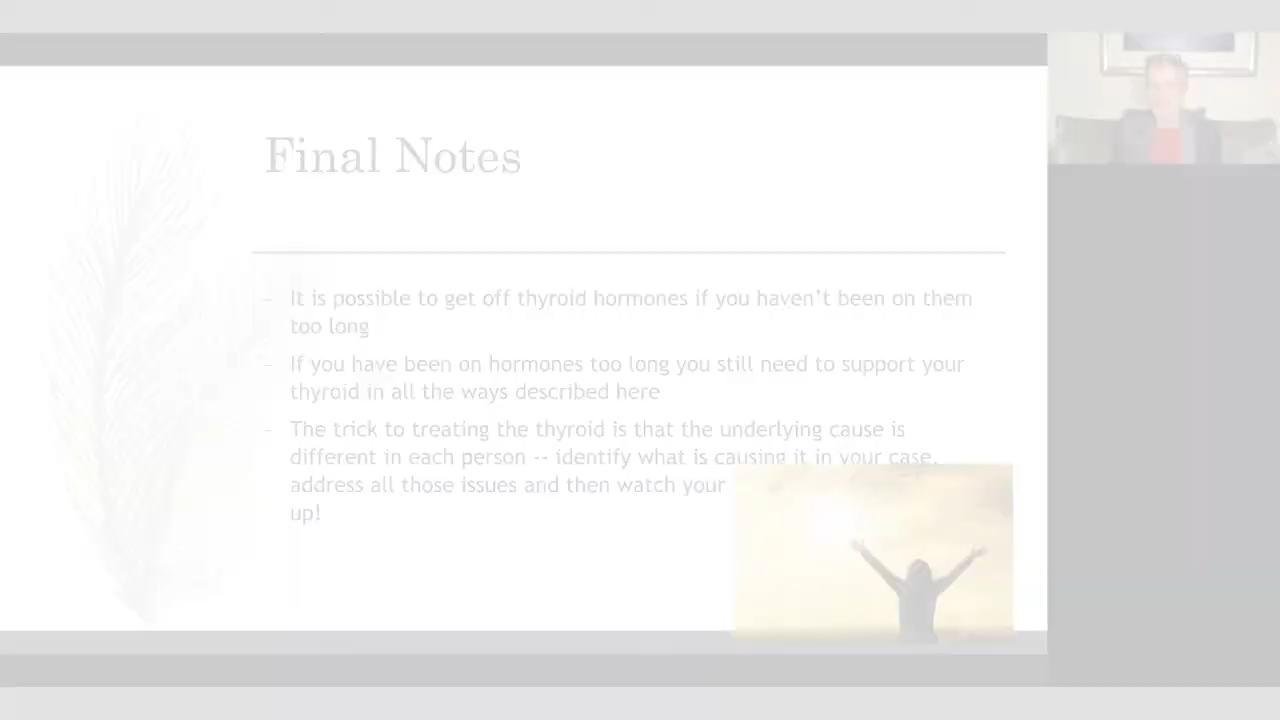 Final Notes
– It is possible to get off thyroid hormones if you haven't been on them
too long
– If you have been on hormones too long you still need to support your
thyroid in all the ways described here
– The trick to treating the thyroid is that the underlying cause is
different in each person -- identify what is causing it in your case,
address all those issues and then watch your
up!